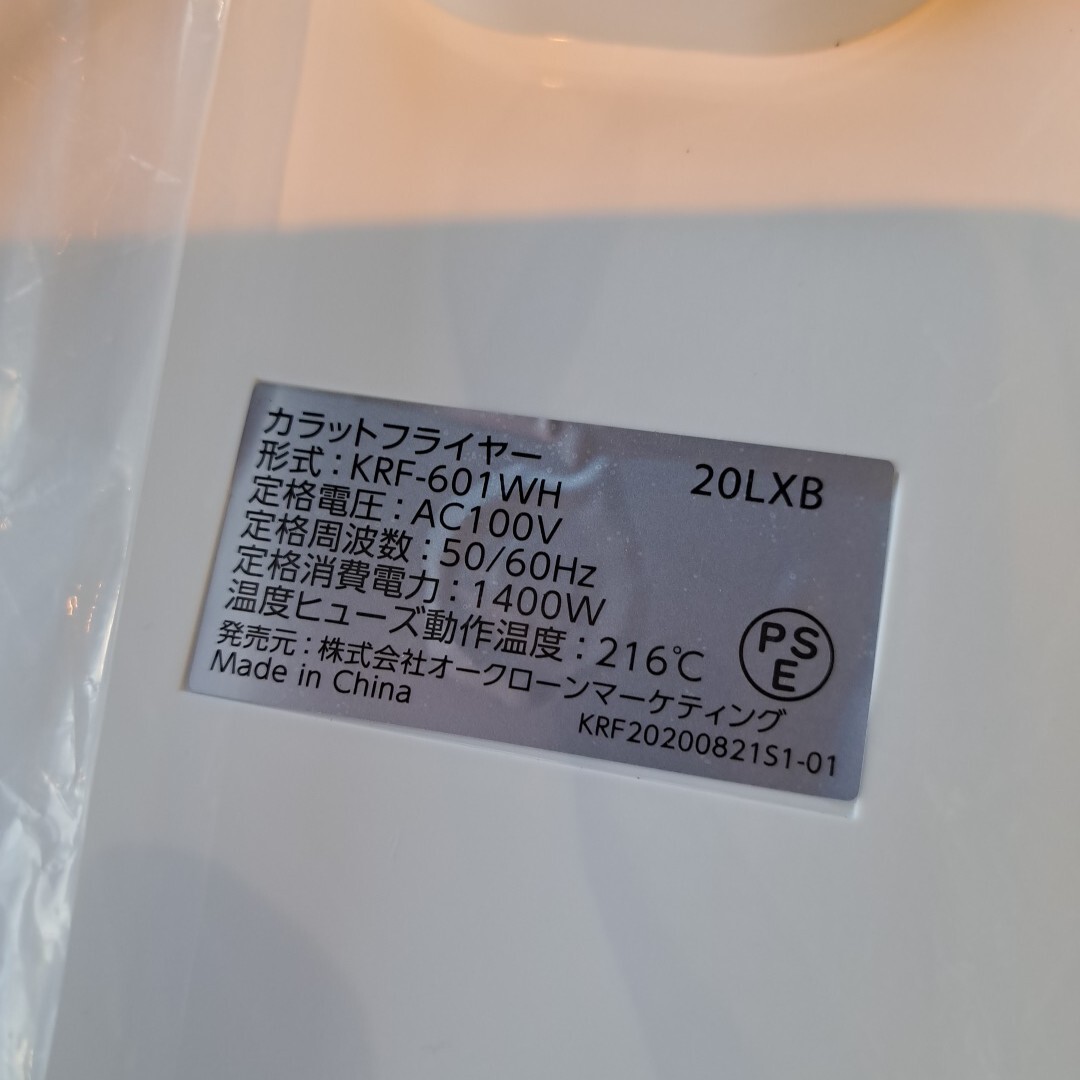 カラットフライヤー
20LXB
形式：KRF-601WH
定格電圧：AC100V
定格周波数：50/60Hz
定格消費電力：1400W
温度ヒューズ動作温度：216℃
PS
E
発売元：株式会社オークローンマーケティング
Made in China
KRF20200821S1-01